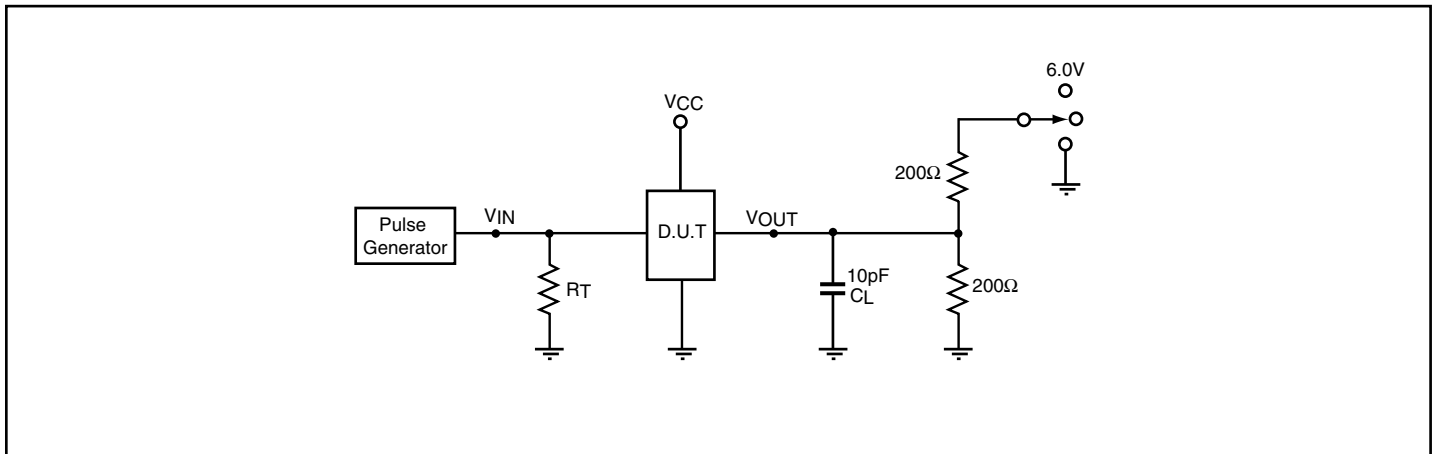 6.0V
VCC
200Ω
Pulse
Generator
VIN
D.U.T
VOUT
RT
10pF
CL
200Ω